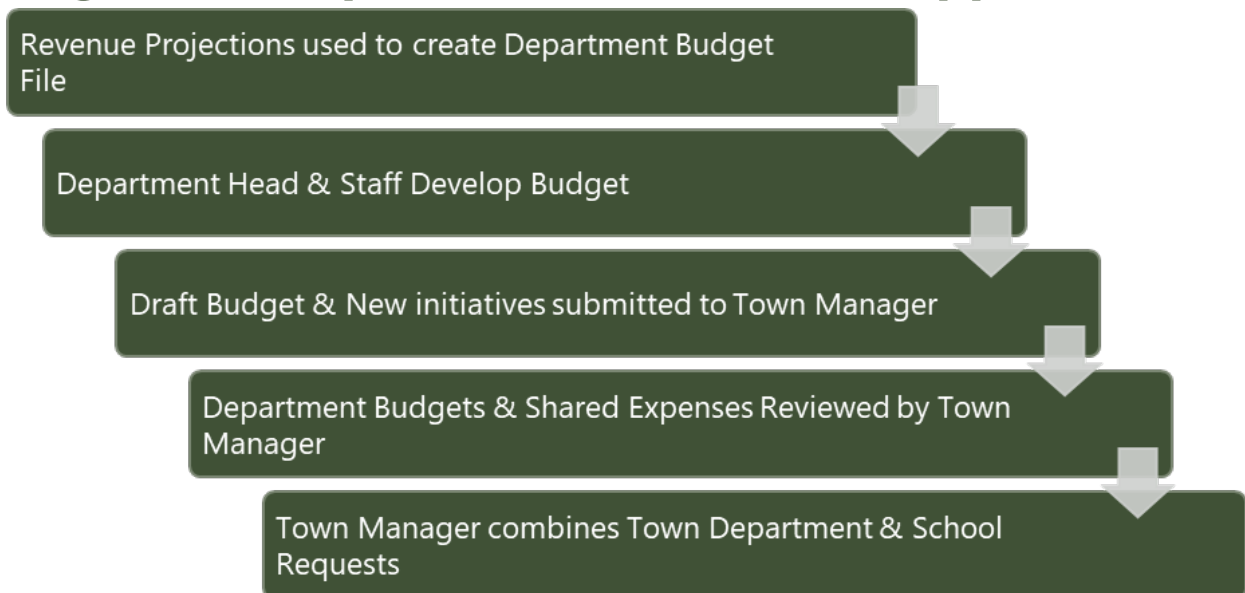 Revenue Projections used to create Department Budget
File
Department Head & Staff Develop Budget
Draft Budget & New initiatives submitted to Town Manager
Department Budgets & Shared Expenses Reviewed by Town
Manager
Town Manager combines Town Department & School
Requests